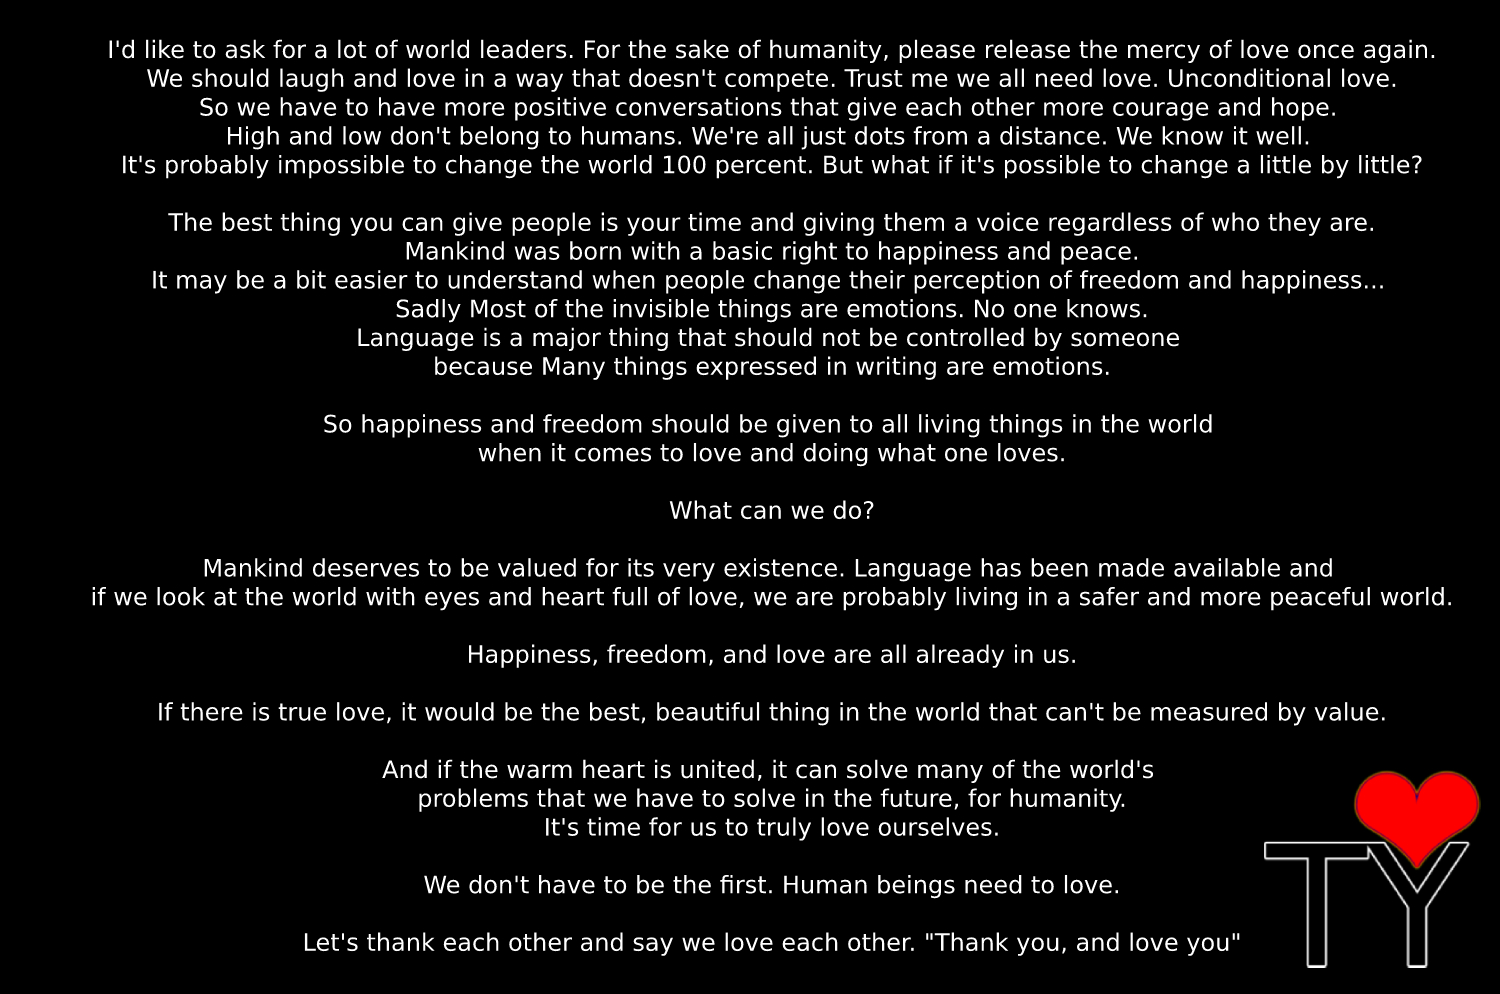 I'd like to ask for a lot of world leaders. For the sake of humanity, please release the mercy of love once again.
We should laugh and love in a way that doesn't compete. Trust me we all need love. Unconditional love.
So we have to have more positive conversations that give each other more courage and hope.
High and low don't belong to humans. We're all just dots from a distance. We know it well.
It's probably impossible to change the world 100 percent. But what if it's possible to change a little by little?
The best thing you can give people is your time and giving them a voice regardless of who they are.
Mankind was born with a basic right to happiness and peace.
It may be a bit easier to understand when people change their perception of freedom and happiness...
Sadly Most of the invisible things are emotions. No one knows.
Language is a major thing that should not be controlled by someone
because Many things expressed in writing are emotions.
So happiness and freedom should be given to all living things in the world
when it comes to love and doing what one loves.
What can we do?
Mankind deserves to be valued for its very existence. Language has been made available and
if we look at the world with eyes and heart full of love, we are probably living in a safer and more peaceful world.
Happiness, freedom, and love are all already in us.
If there is true love, it would be the best, beautiful thing in the world that can't be measured by value.
And if the warm heart is united, it can solve many of the world's
problems that we have to solve in the future, for humanity.
It's time for us to truly love ourselves.
We don't have to be the first. Human beings need to love.
Let's thank each other and say we love each other. "Thank you, and love you"
TY